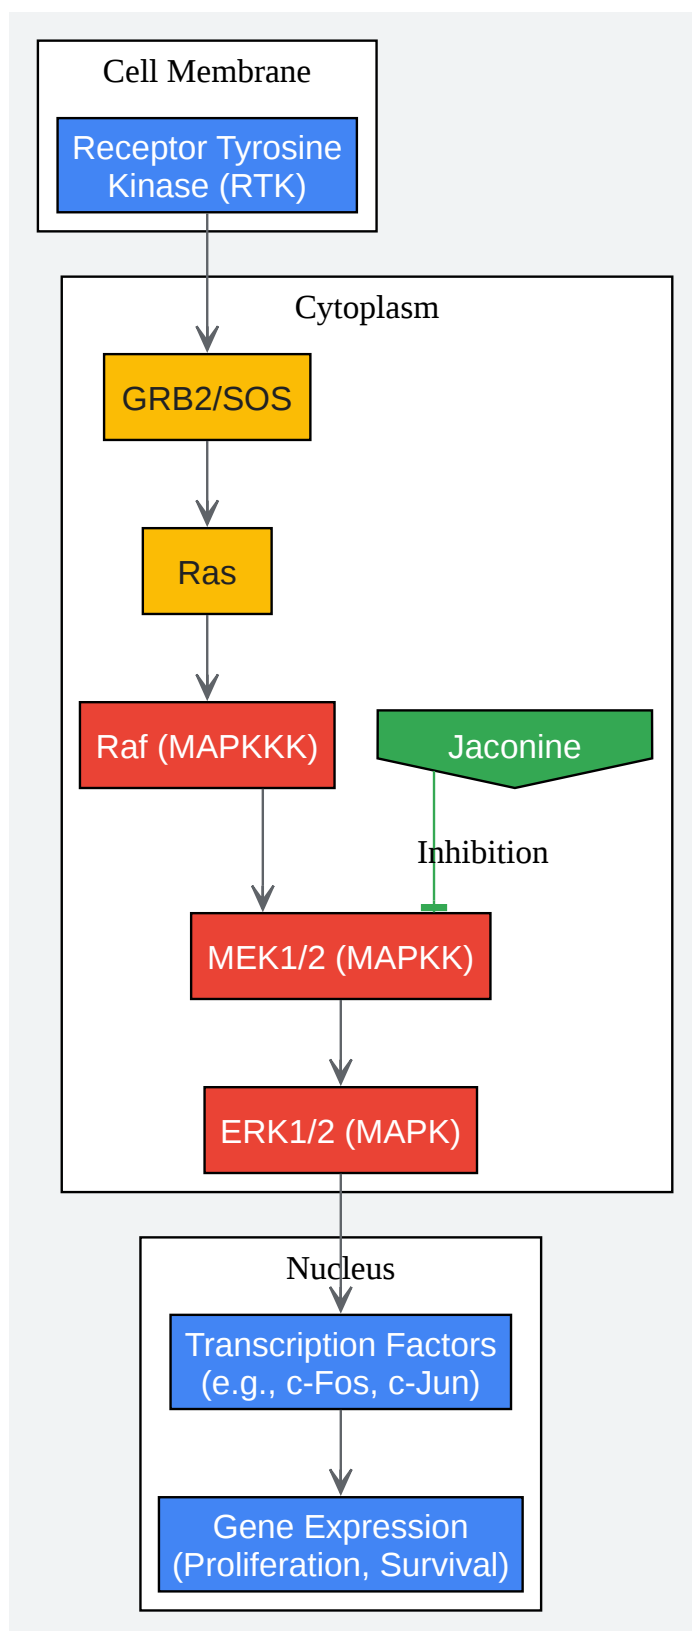 Cell Membrane
Receptor Tyrosine
Kinase (RTK)
Cytoplasm
GRB2/SOS
Ras
Raf (MAPKKK)
Jaconine
Inhibition
MEK1/2 (MAPKK)
ERK1/2 (MAPK)
Nucleus
Transcription Factors
(e.g., c-Fos, c-Jun)
Gene Expression
(Proliferation, Survival)